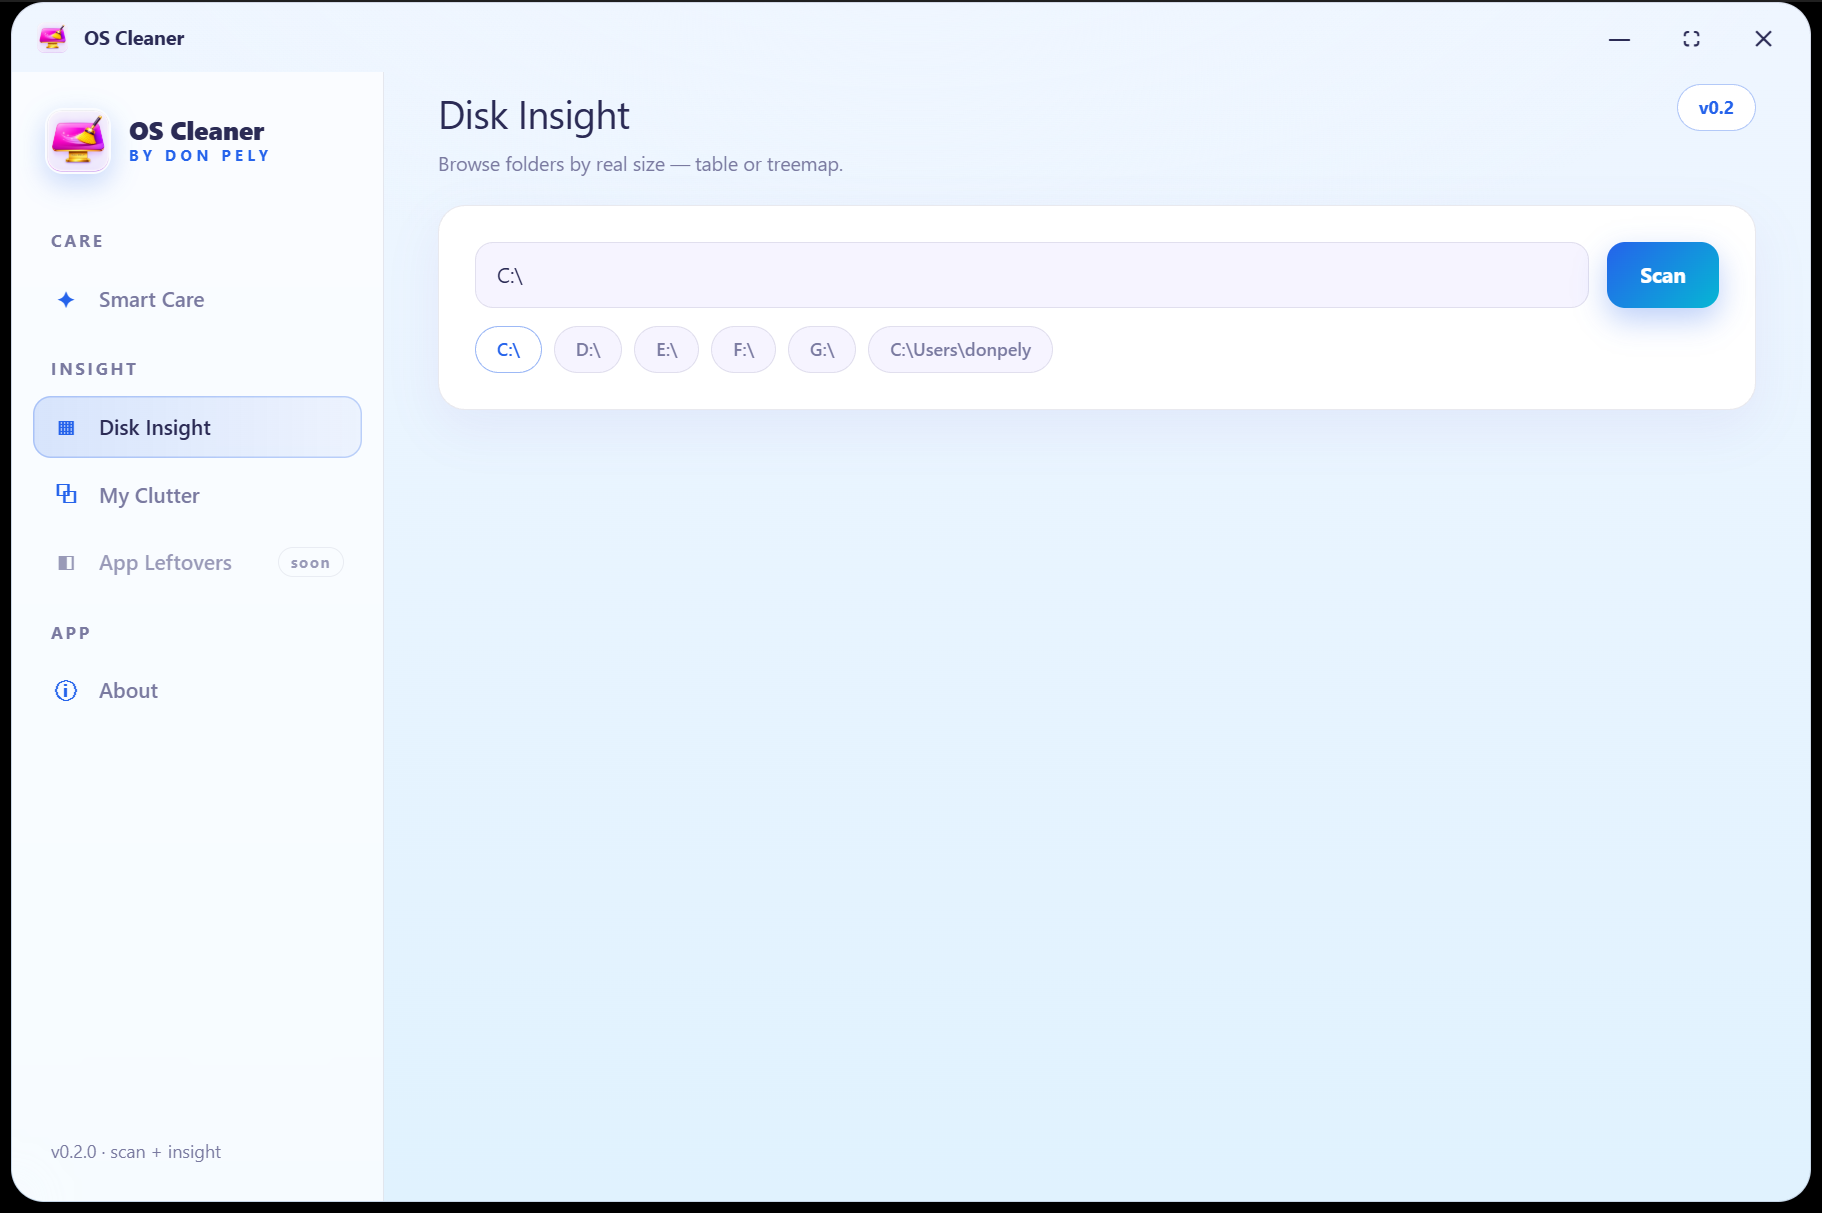 OS Cleaner
OS Cleaner
BY DON PELY
CARE
Smart Care
INSIGHT
Disk Insight
My Clutter
App Leftovers soon
APP
About
v0.2.0 · scan + insight
Disk Insight
v0.2
Browse folders by real size — table or treemap.
C:\
Scan
C:\ D:\ E:\ F:\ G:\ C:\Users\donpely